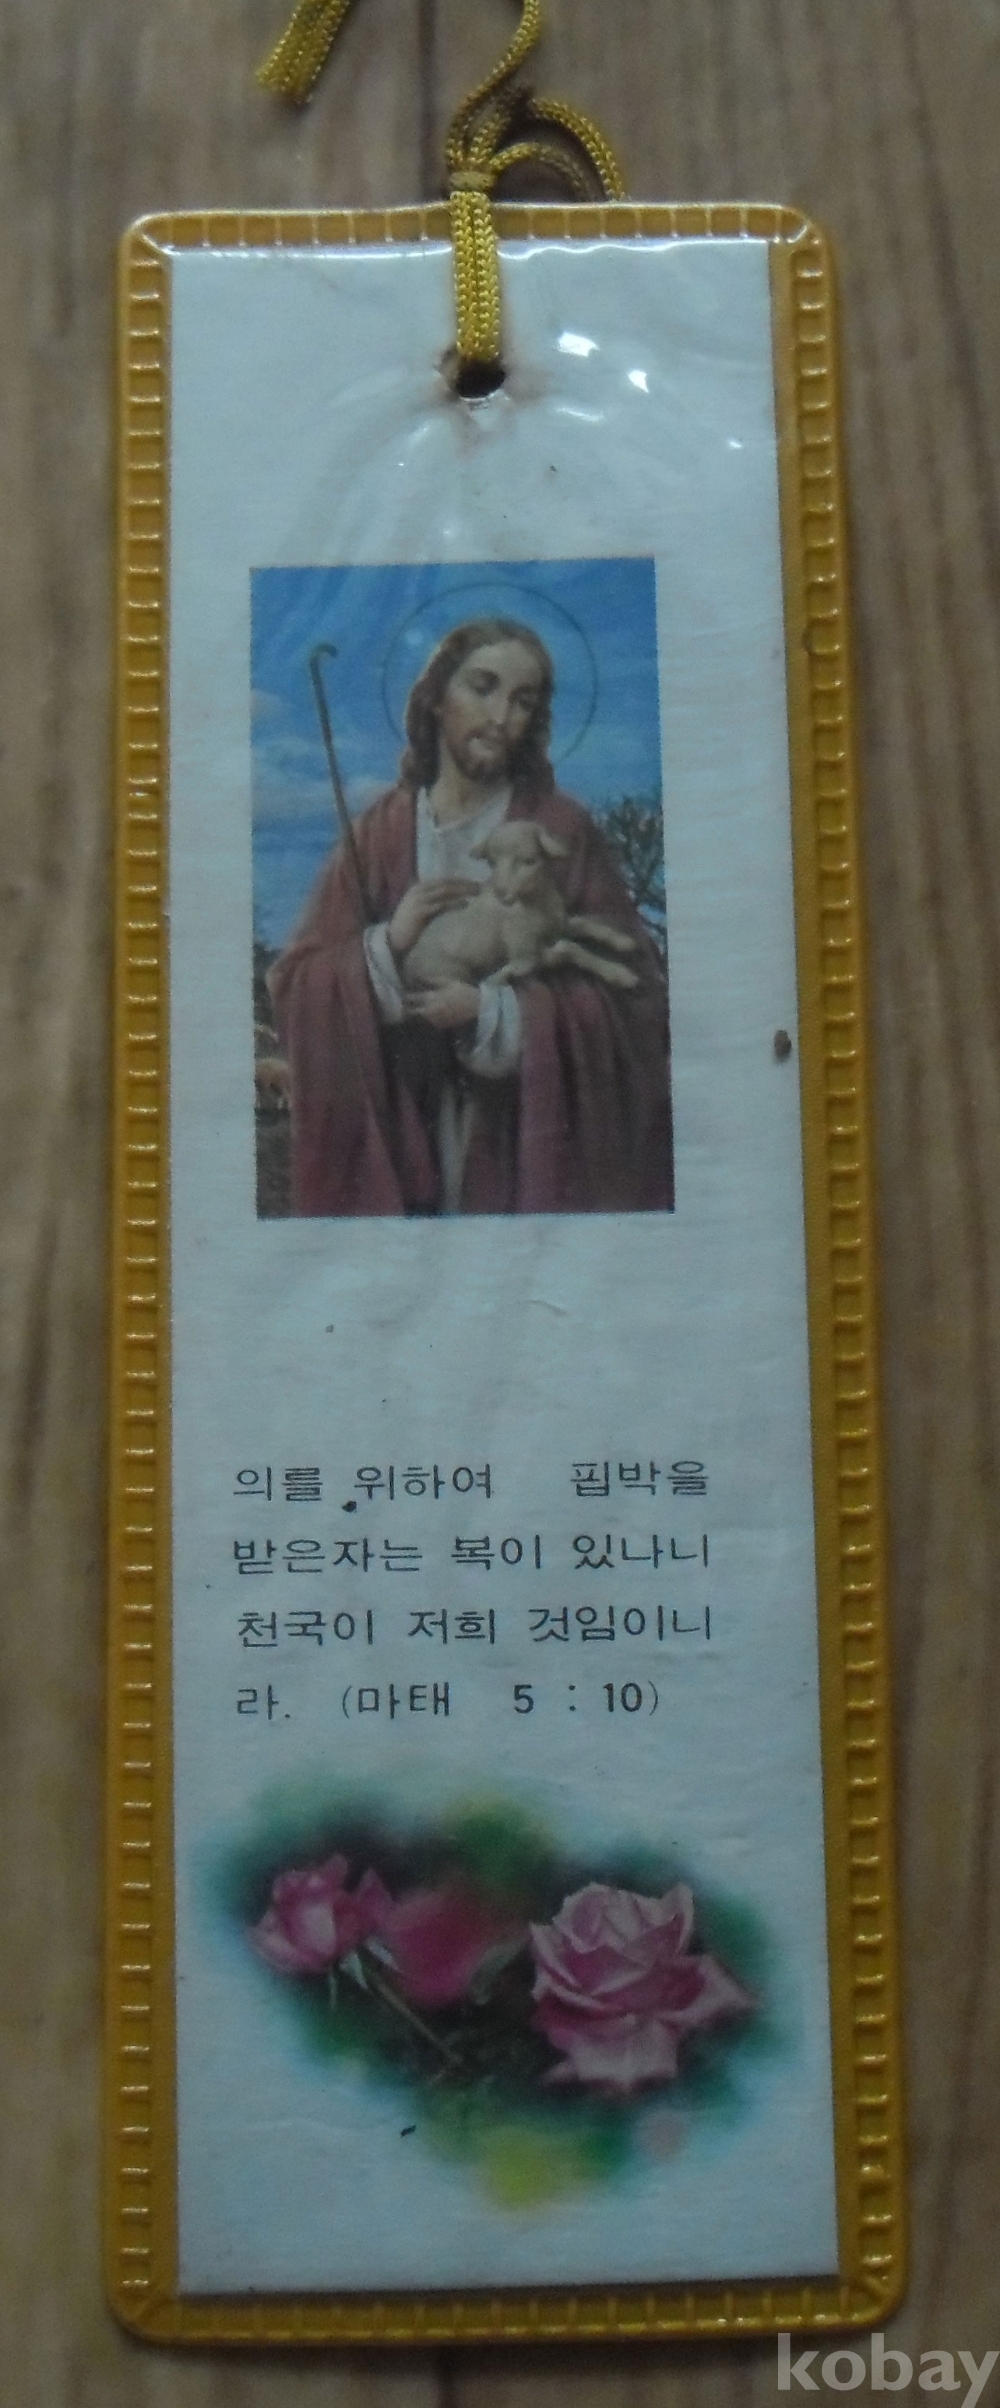 의를 위하여 핍박을
받은자는 복이 있나니
천국이 저희 것임이니
라. (마태 5 : 10)
kobay